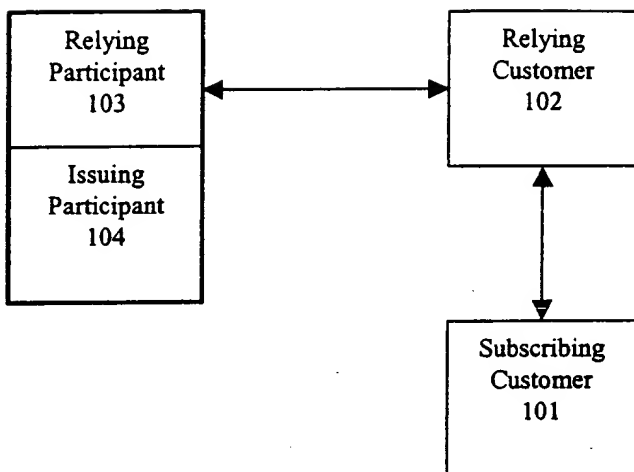 Relying
Participant
103
Issuing
Participant
104
Relying
Customer
102
Subscribing
Customer
101